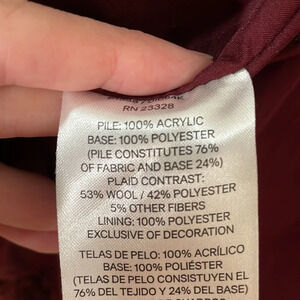 RN 23328
PILE: 100% ACRYLIC
BASE: 100% POLYESTER
(PILE CONSTITUTES 76%
OF FABRIC AND BASE 24%)
PLAID CONTRAST:
53% WOOL / 42% POLYESTER
5% OTHER FIBERS
LINING: 100% POLYESTER
EXCLUSIVE OF DECORATION
TELAS DE PELO: 100% ACRÍLICO
BASE: 100% POLIÉSTER
(TELAS DE PELO CONSISTUYEN EL
76% DEL TEJIDO Y 24% DEL BASE)